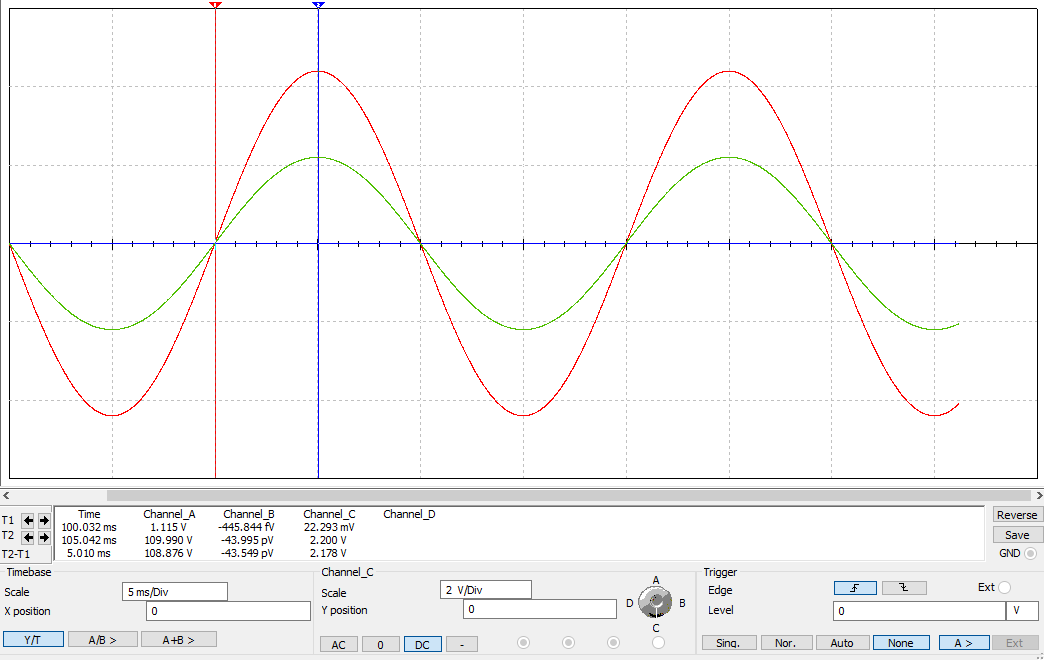 Time Channel_A Channel_B Channel_C Channel_D
T1 100.032 ms 1.115 V -445.844 fV 22.293 mV
T2 105.042 ms 109.990 V -43.995 pV 2.200 V
T2-T1 5.010 ms 108.876 V -43.549 pV 2.178 V
Reverse
Save
GND
Timebase
Scale 5 ms/Div
X position 0
Y/T A/B > A+B >
Channel_C
Scale 2 V/Div
Y position 0
AC 0 DC -
A
D B
C
Trigger
Edge Ext
Level 0 V
Sing. Nor. Auto None A > Ext